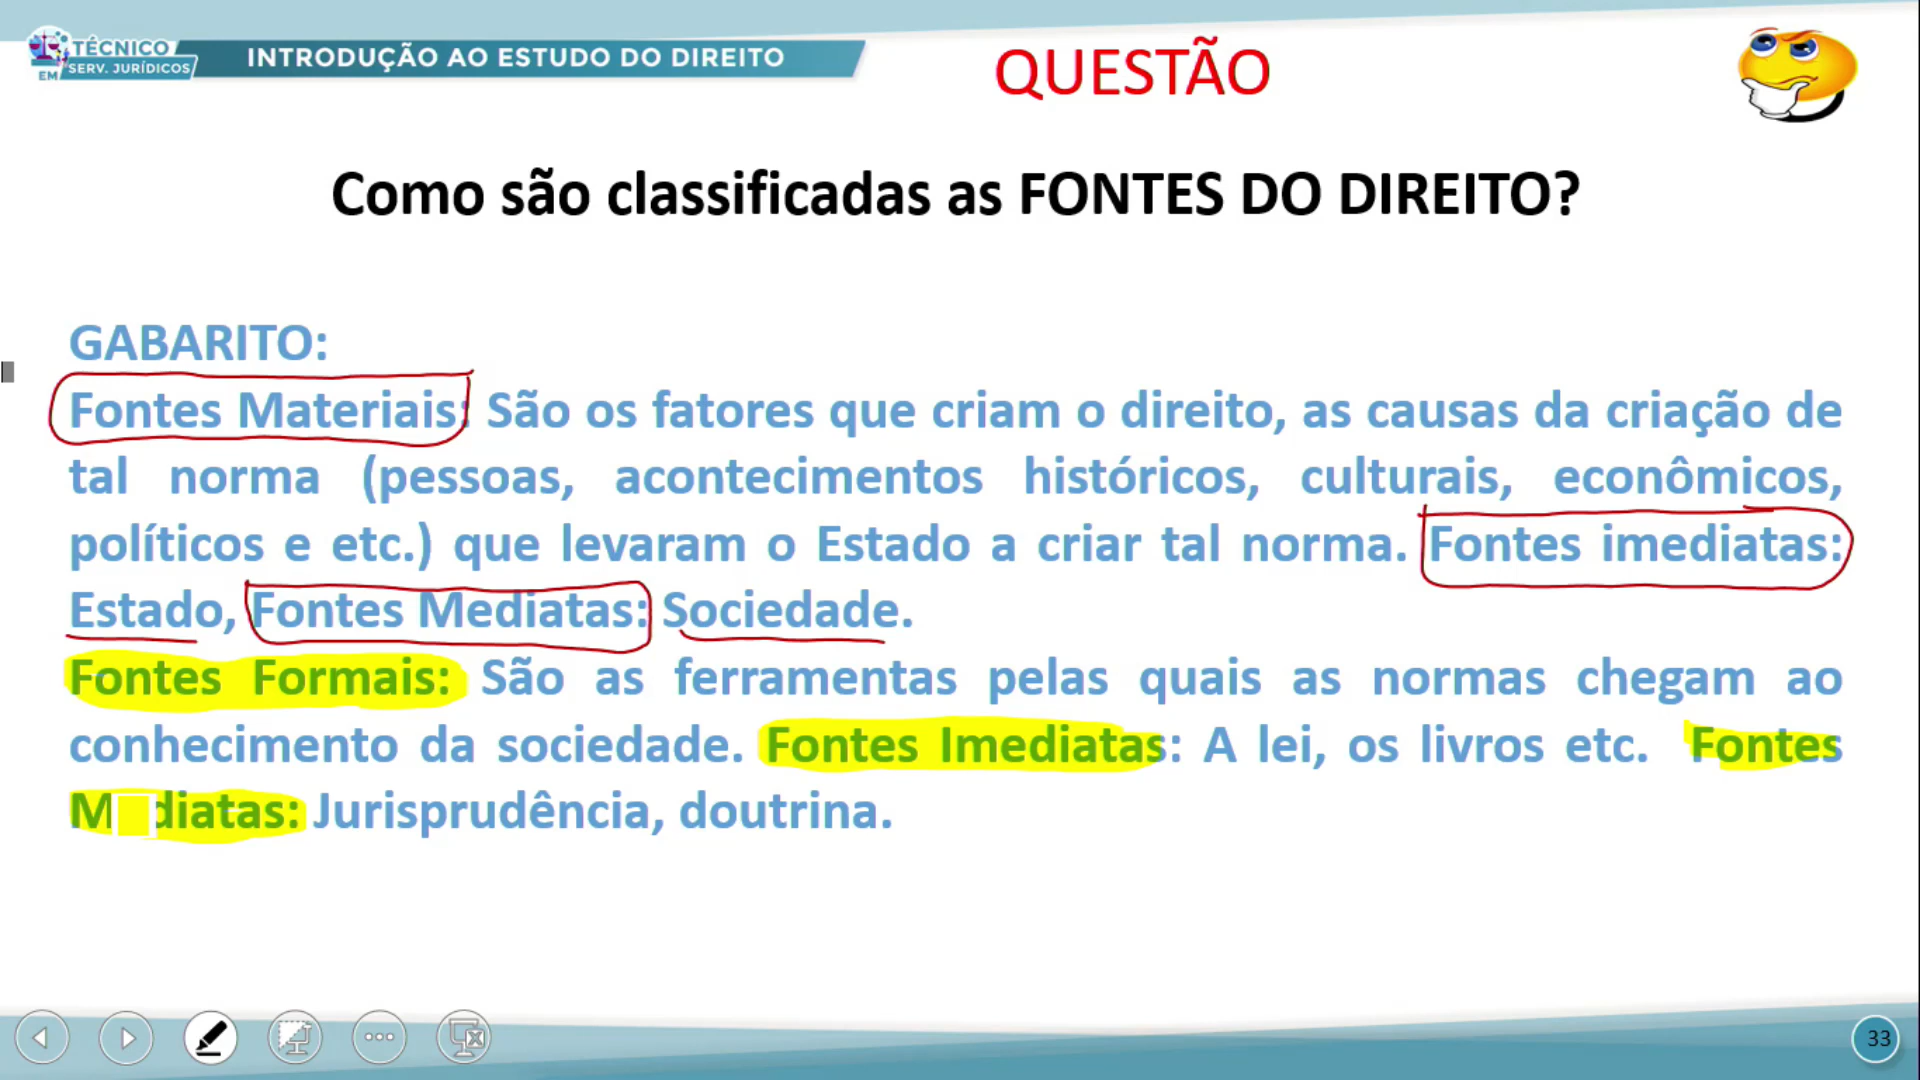 TÉCNICO
EM SERV. JURÍDICOS
INTRODUÇÃO AO ESTUDO DO DIREITO
QUESTÃO
Como são classificadas as FONTES DO DIREITO?
GABARITO:
Fontes Materiais: São os fatores que criam o direito, as causas da criação de
tal norma (pessoas, acontecimentos históricos, culturais, econômicos,
políticos e etc.) que levaram o Estado a criar tal norma. Fontes imediatas:
Estado, Fontes Mediatas: Sociedade.
Fontes Formais: São as ferramentas pelas quais as normas chegam ao
conhecimento da sociedade. Fontes Imediatas: A lei, os livros etc. Fontes
Mediatas: Jurisprudência, doutrina.
33